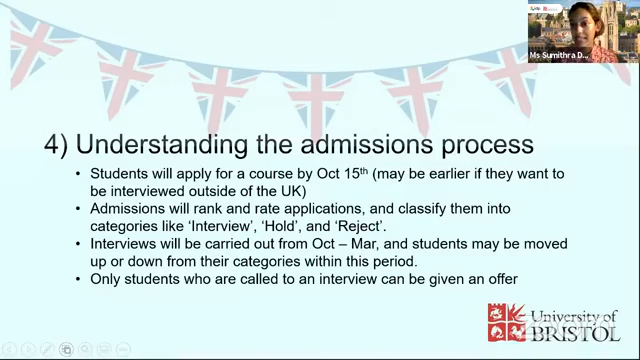 Ms Sumithra D...
4) Understanding the admissions process
• Students will apply for a course by Oct 15th (may be earlier if they want to
be interviewed outside of the UK)
• Admissions will rank and rate applications, and classify them into
categories like ‘Interview’, ‘Hold’, and ‘Reject’.
• Interviews will be carried out from Oct – Mar, and students may be moved
up or down from their categories within this period.
• Only students who are called to an interview can be given an offer
University of
BRISTOL